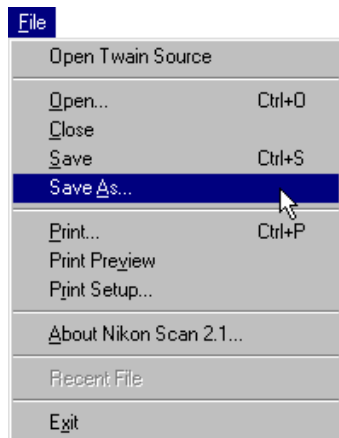 File
Open Twain Source
Open... Ctrl+O
Close
Save Ctrl+S
Save As...
Print... Ctrl+P
Print Preview
Print Setup...
About Nikon Scan 2.1...
Recent File
Exit